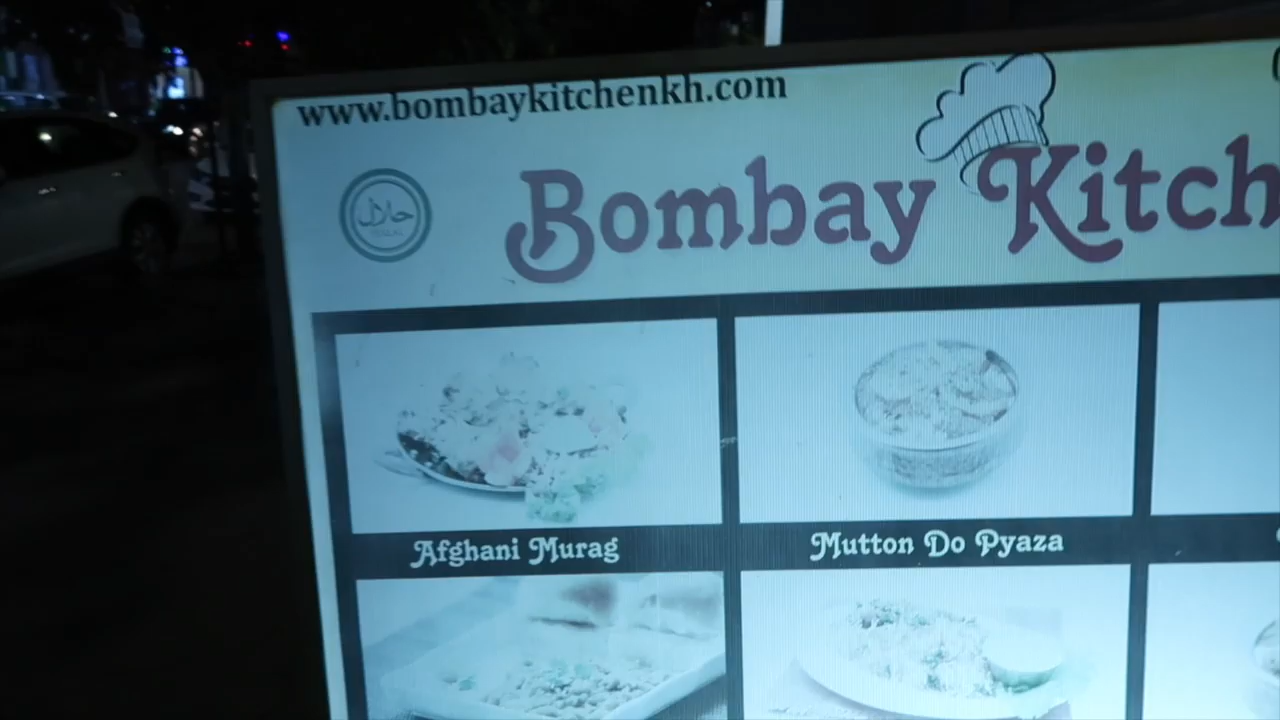 www.bombaykitchenkh.com
حلال
Bombay Kitch
Afghani Murag
Mutton Do Pyaza